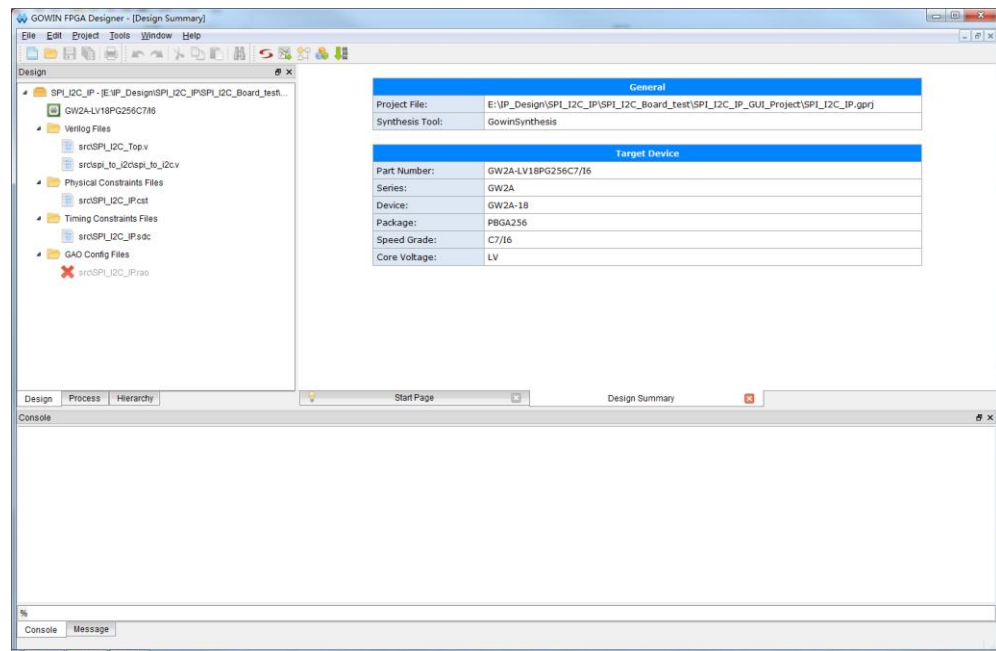 GOWIN FPGA Designer - [Design Summary]
File Edit Project Tools Window Help
Design
SPI_I2C_IP - [E:\IP_Design\SPI_I2C_IP\SPI_I2C_Board_test\...
GW2A-LV18PG256C7/I6
Verilog Files
src\SPI_I2C_Top.v
src\spi_to_i2c\spi_to_i2c.v
Physical Constraints Files
src\SPI_I2C_IP.cst
Timing Constraints Files
src\SPI_I2C_IP.sdc
GAO Config Files
src\SPI_I2C_IP.rao
General
Project File: E:\IP_Design\SPI_I2C_IP\SPI_I2C_Board_test\SPI_I2C_IP_GUI_Project\SPI_I2C_IP.gprj
Synthesis Tool: GowinSynthesis
Target Device
Part Number: GW2A-LV18PG256C7/I6
Series: GW2A
Device: GW2A-18
Package: PBGA256
Speed Grade: C7/I6
Core Voltage: LV
Design Process Hierarchy
Start Page Design Summary
Console
%
Console Message